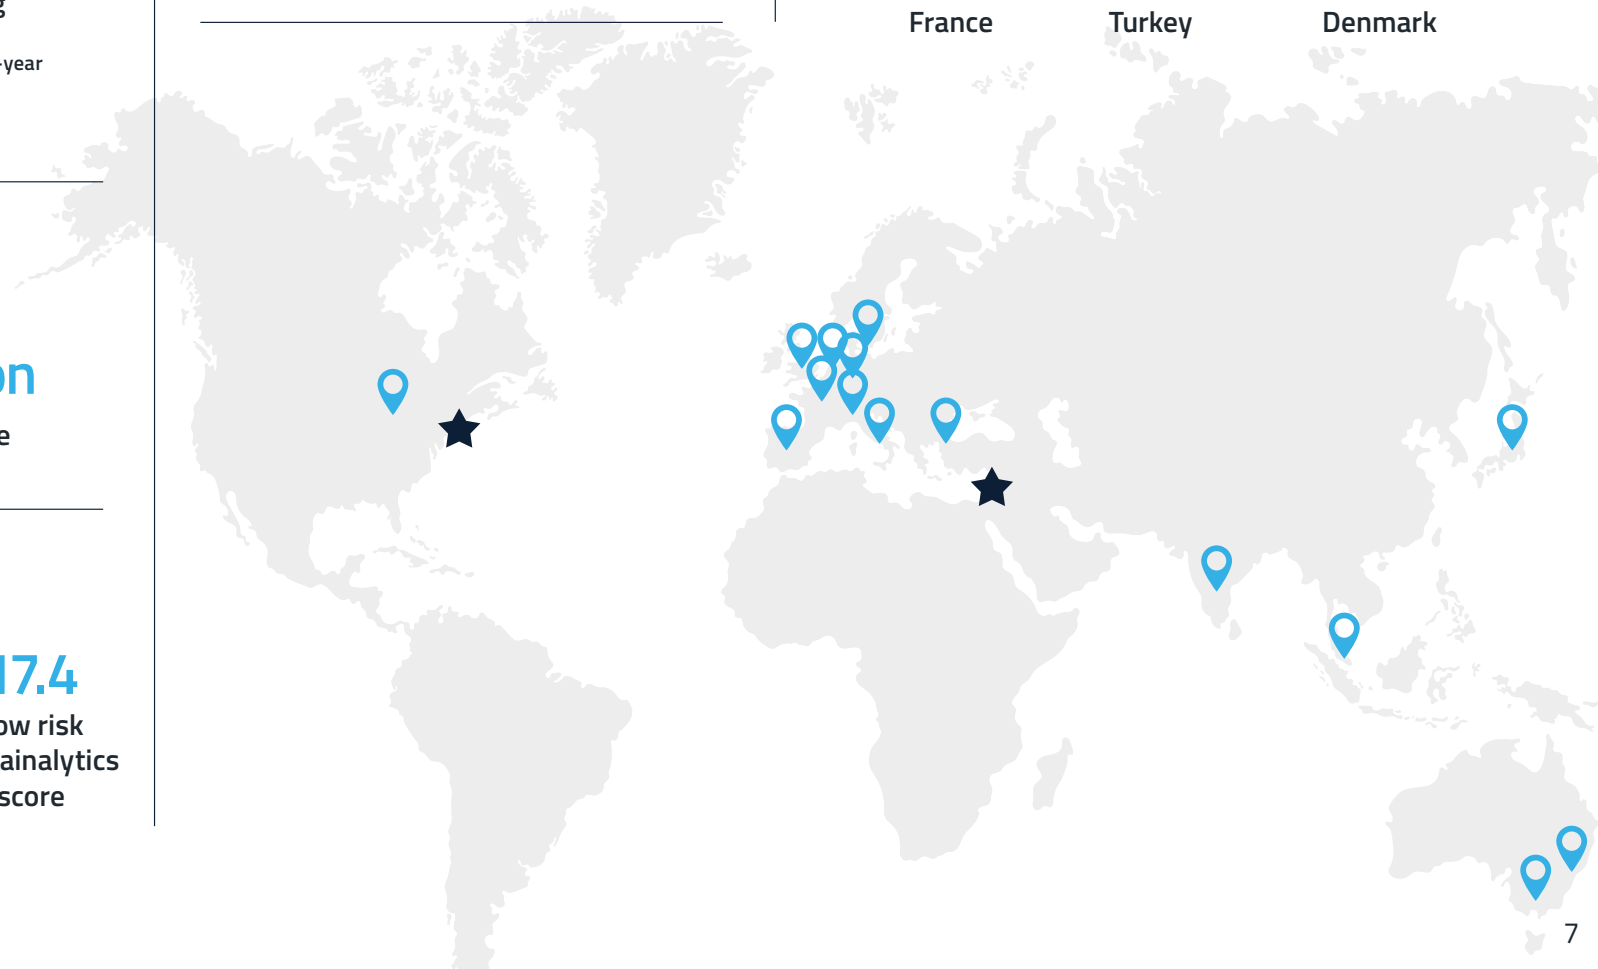 g
-year
on
e
17.4
ow risk
ainalytics
score
France Turkey Denmark
7